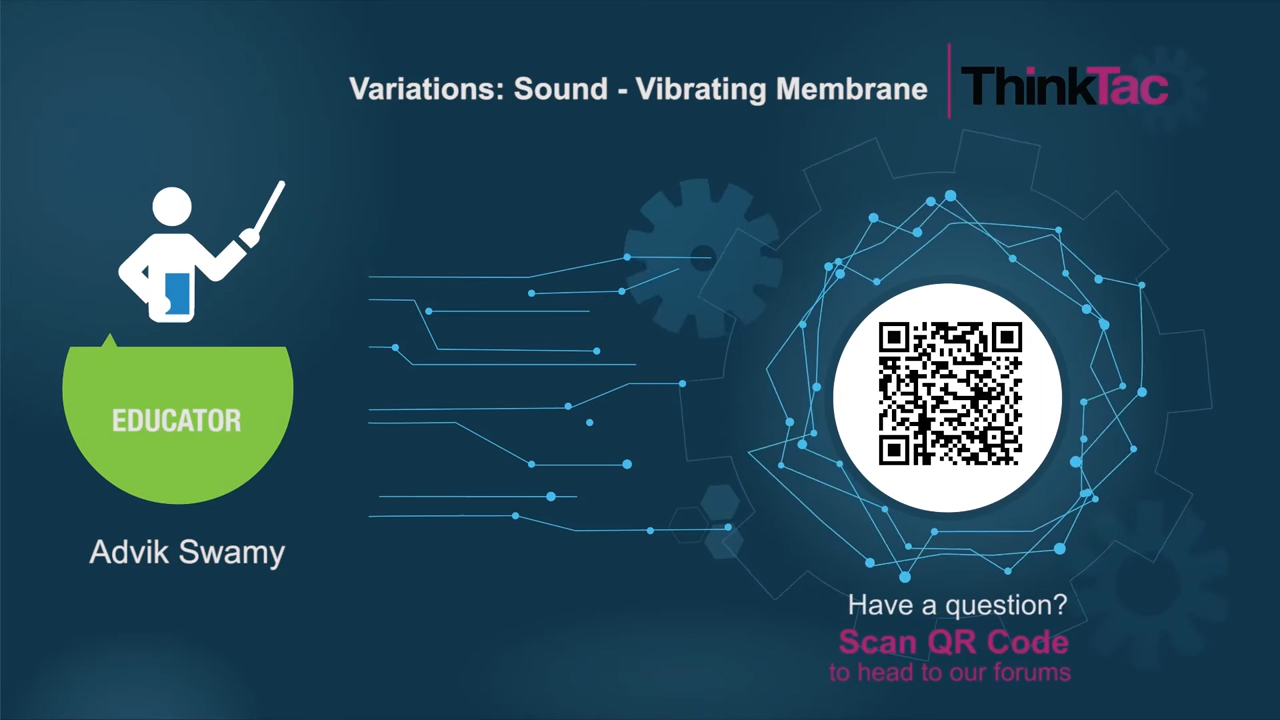 Variations: Sound - Vibrating Membrane
ThinkTac
EDUCATOR
Advik Swamy
Have a question?
Scan QR Code
to head to our forums